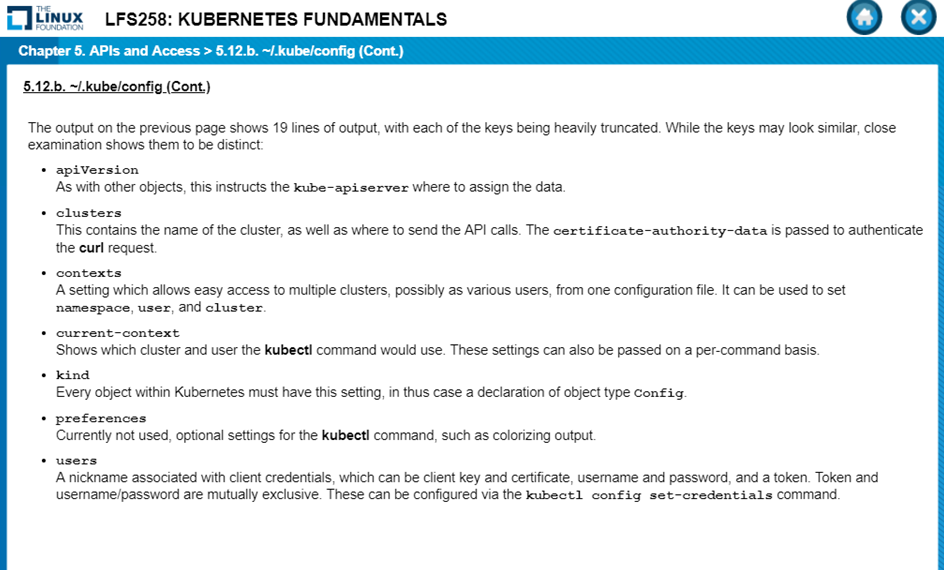 THE
LINUX
FOUNDATION
LFS258: KUBERNETES FUNDAMENTALS
Chapter 5. APIs and Access > 5.12.b. ~/.kube/config (Cont.)
5.12.b. ~/.kube/config (Cont.)
The output on the previous page shows 19 lines of output, with each of the keys being heavily truncated. While the keys may look similar, close
examination shows them to be distinct:
• apiVersion
As with other objects, this instructs the kube-apiserver where to assign the data.
• clusters
This contains the name of the cluster, as well as where to send the API calls. The certificate-authority-data is passed to authenticate
the curl request.
• contexts
A setting which allows easy access to multiple clusters, possibly as various users, from one configuration file. It can be used to set
namespace, user, and cluster.
• current-context
Shows which cluster and user the kubectl command would use. These settings can also be passed on a per-command basis.
• kind
Every object within Kubernetes must have this setting, in thus case a declaration of object type Config.
• preferences
Currently not used, optional settings for the kubectl command, such as colorizing output.
• users
A nickname associated with client credentials, which can be client key and certificate, username and password, and a token. Token and
username/password are mutually exclusive. These can be configured via the kubectl config set-credentials command.